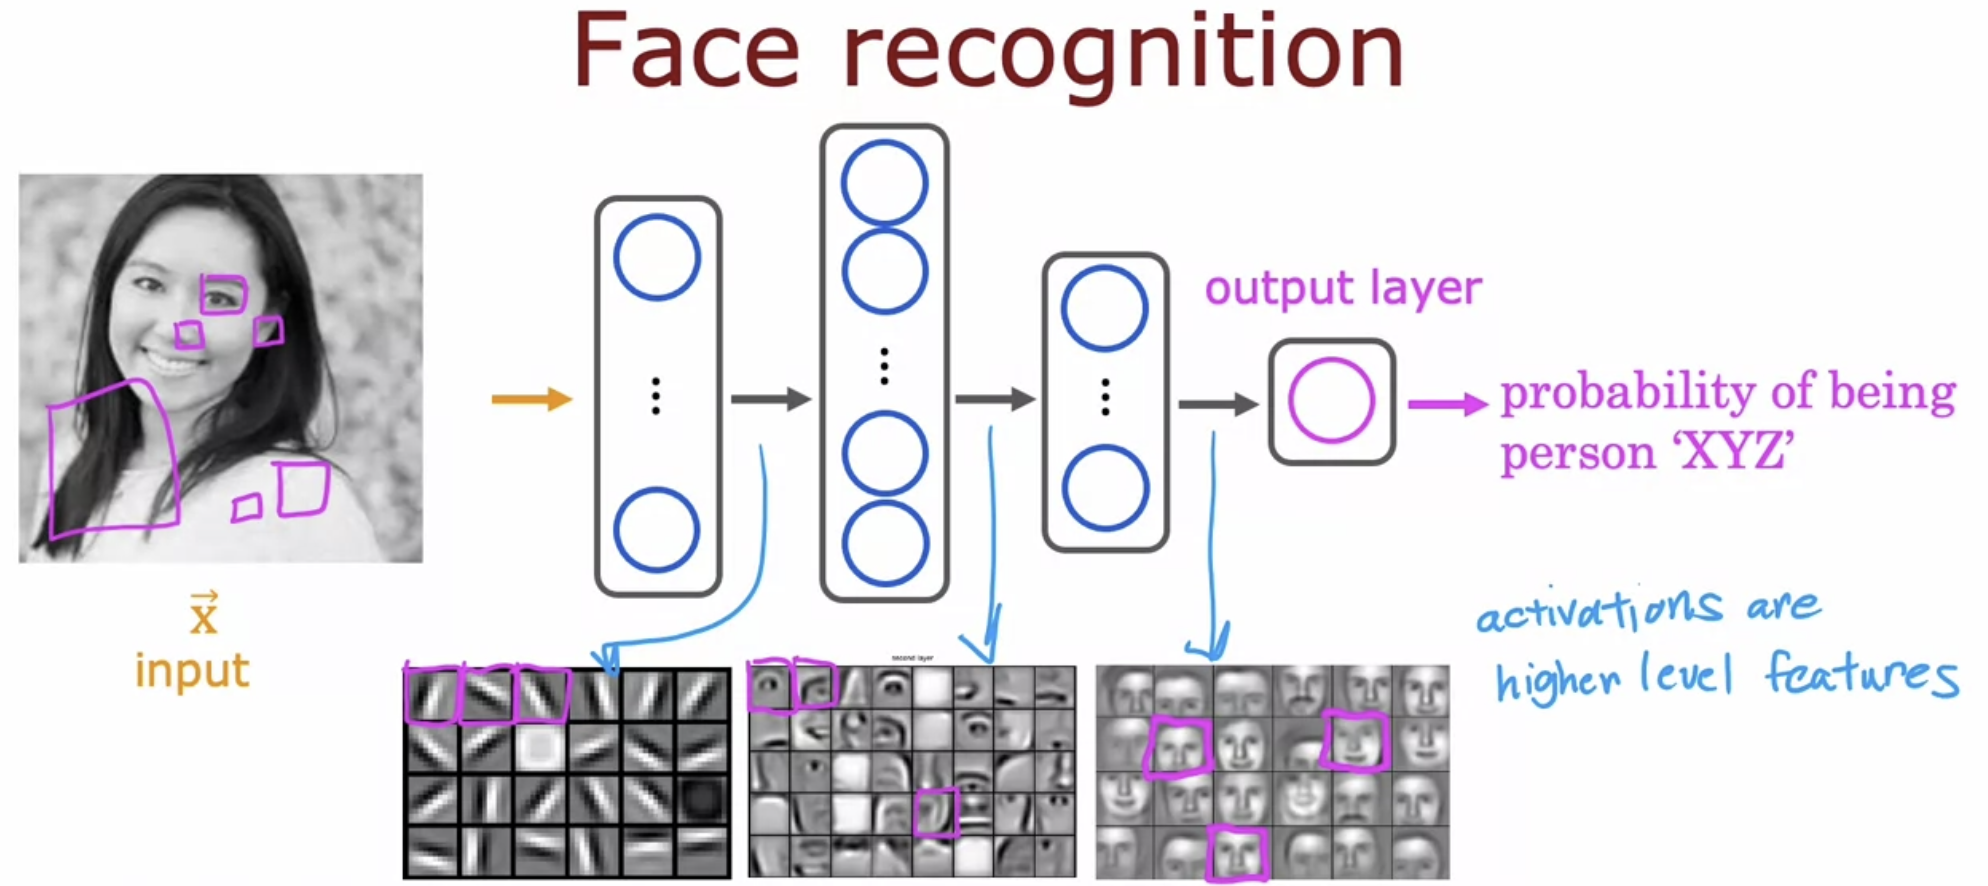 Face recognition
output layer
probability of being
person ‘XYZ’
x
input
second layer
activations are
higher level features